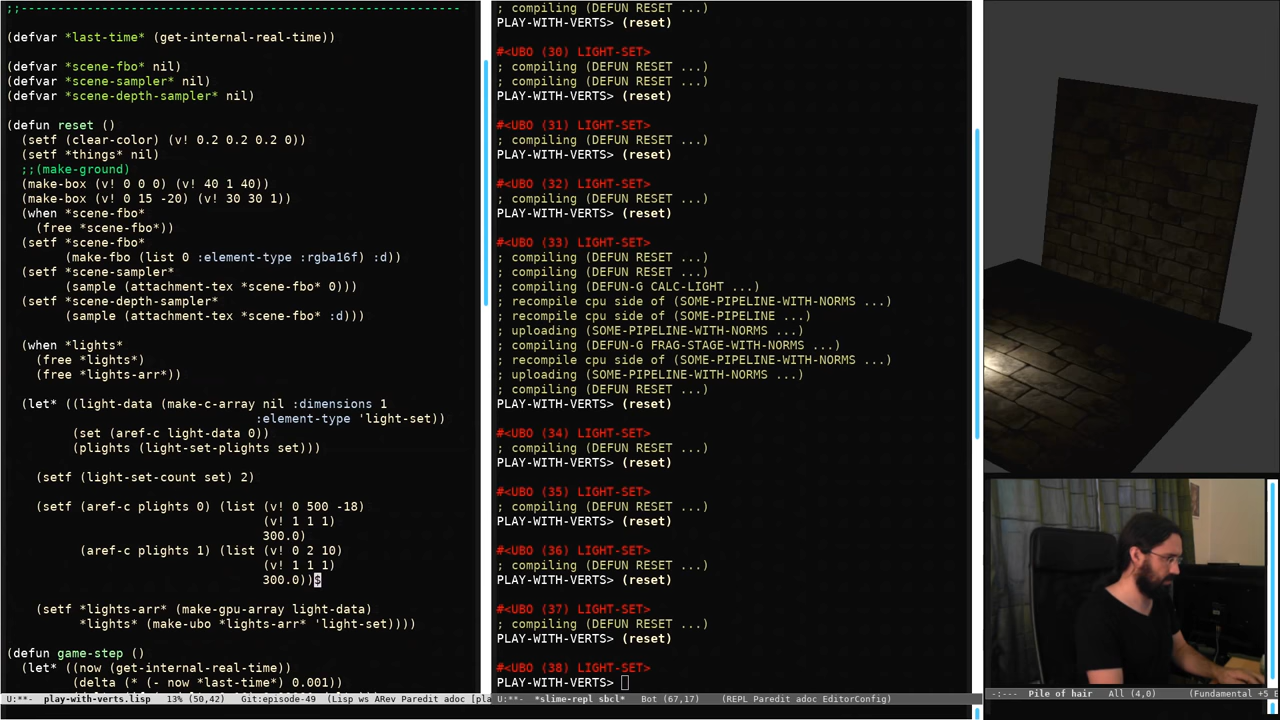 ;;----------------------------------------------------------
(defvar *last-time* (get-internal-real-time))
(defvar *scene-fbo* nil)
(defvar *scene-sampler* nil)
(defvar *scene-depth-sampler* nil)
(defun reset ()
(setf (clear-color) (v! 0.2 0.2 0.2 0))
(setf *things* nil)
;;(make-ground)
(make-box (v! 0 0 0) (v! 40 1 40))
(make-box (v! 0 15 -20) (v! 30 30 1))
(when *scene-fbo*
(free *scene-fbo*))
(setf *scene-fbo*
(make-fbo (list 0 :element-type :rgba16f) :d))
(setf *scene-sampler*
(sample (attachment-tex *scene-fbo* 0)))
(setf *scene-depth-sampler*
(sample (attachment-tex *scene-fbo* :d)))
(when *lights*
(free *lights*)
(free *lights-arr*))
(let* ((light-data (make-c-array nil :dimensions 1
:element-type 'light-set))
(set (aref-c light-data 0))
(plights (light-set-plights set)))
(setf (light-set-count set) 2)
(setf (aref-c plights 0) (list (v! 0 500 -18)
(v! 1 1 1)
300.0)
(aref-c plights 1) (list (v! 0 2 10)
(v! 1 1 1)
300.0))$
(setf *lights-arr* (make-gpu-array light-data)
*lights* (make-ubo *lights-arr* 'light-set))))
(defun game-step ()
(let* ((now (get-internal-real-time))
(delta (* (- now *last-time*) 0.001))
U:**- play-with-verts.lisp 13% (50,42) Git:episode-49 (Lisp ws ARev Paredit adoc [pla
; compiling (DEFUN RESET ...)
PLAY-WITH-VERTS> (reset)
#<UBO (30) LIGHT-SET>
; compiling (DEFUN RESET ...)
; compiling (DEFUN RESET ...)
PLAY-WITH-VERTS> (reset)
#<UBO (31) LIGHT-SET>
; compiling (DEFUN RESET ...)
PLAY-WITH-VERTS> (reset)
#<UBO (32) LIGHT-SET>
; compiling (DEFUN RESET ...)
PLAY-WITH-VERTS> (reset)
#<UBO (33) LIGHT-SET>
; compiling (DEFUN RESET ...)
; compiling (DEFUN RESET ...)
; compiling (DEFUN-G CALC-LIGHT ...)
; recompile cpu side of (SOME-PIPELINE-WITH-NORMS ...)
; recompile cpu side of (SOME-PIPELINE ...)
; uploading (SOME-PIPELINE-WITH-NORMS ...)
; compiling (DEFUN-G FRAG-STAGE-WITH-NORMS ...)
; recompile cpu side of (SOME-PIPELINE-WITH-NORMS ...)
; uploading (SOME-PIPELINE-WITH-NORMS ...)
; compiling (DEFUN RESET ...)
PLAY-WITH-VERTS> (reset)
#<UBO (34) LIGHT-SET>
; compiling (DEFUN RESET ...)
PLAY-WITH-VERTS> (reset)
#<UBO (35) LIGHT-SET>
; compiling (DEFUN RESET ...)
PLAY-WITH-VERTS> (reset)
#<UBO (36) LIGHT-SET>
; compiling (DEFUN RESET ...)
PLAY-WITH-VERTS> (reset)
#<UBO (37) LIGHT-SET>
; compiling (DEFUN RESET ...)
PLAY-WITH-VERTS> (reset)
#<UBO (38) LIGHT-SET>
PLAY-WITH-VERTS>
U:**- *slime-repl sbcl* Bot (67,17) (REPL Paredit adoc EditorConfig)
-:--- Pile of hair All (4,0) (Fundamental +5 E